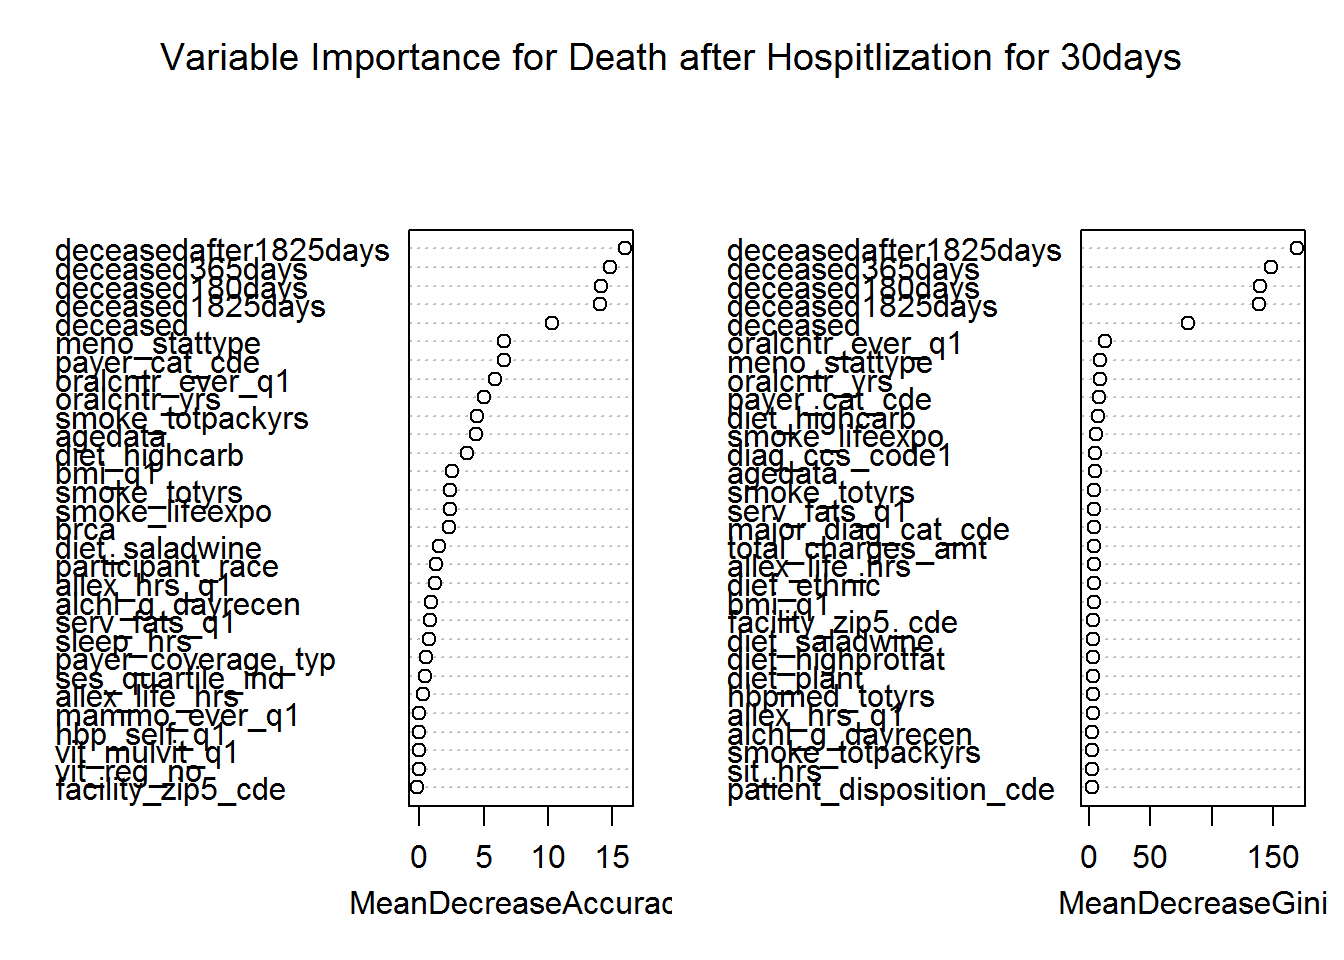 Variable Importance for Death after Hospitlization for 30days
deceasedafter1825days
deceased365days
deceased180days
deceased1825days
deceased
meno_stattype
payer_cat_cde
oralcntr_ever_q1
oralcntr_yrs
smoke_totpackyrs
agedata
diet_highcarb
bmi_q1
smoke_totyrs
smoke_lifeexpo
brca
diet_saladwine
participant_race
allex_hrs_q1
alchl_g_dayrecen
serv_fats_q1
sleep_hrs
payer_coverage_typ
ses_quartile_ind
allex_life_hrs
mammo_ever_q1
hbp_self_q1
vit_mulvit_q1
vit_reg_no
facility_zip5_cde
0 5 10 15
MeanDecreaseAccurac
deceasedafter1825days
deceased365days
deceased180days
deceased1825days
deceased
oralcntr_ever_q1
meno_stattype
oralcntr_yrs
payer_cat_cde
diet_highcarb
smoke_lifeexpo
diag_ccs_code1
agedata
smoke_totyrs
serv_fats_q1
major_diag_cat_cde
total_charges_amt
allex_life_hrs
diet_ethnic
bmi_q1
facility_zip5_cde
diet_saladwine
diet_highprotfat
diet_plant
hbpmed_totyrs
allex_hrs_q1
alchl_g_dayrecen
smoke_totpackyrs
sit_hrs
patient_disposition_cde
0 50 150
MeanDecreaseGini